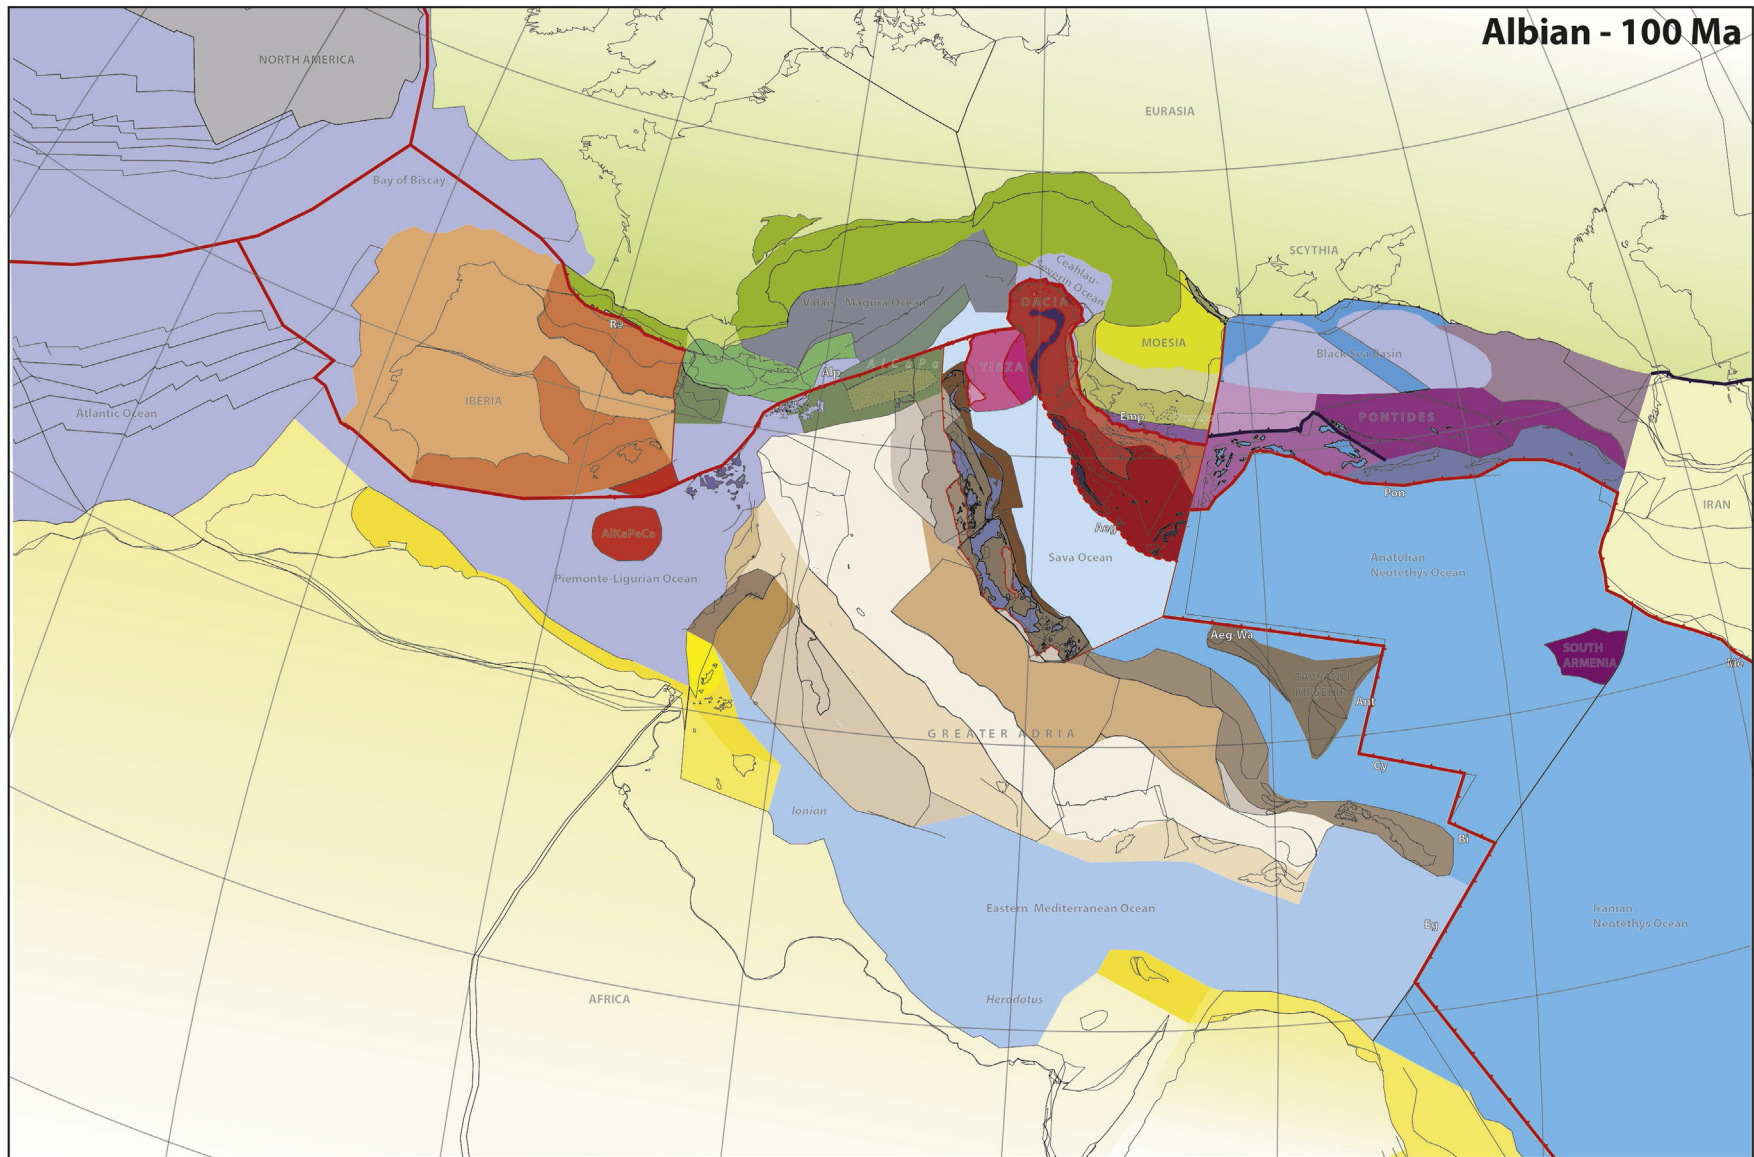 Albian - 100 Ma
NORTH AMERICA
EURASIA
Bay of Biscay
SCYTHIA
Ceahlau-
Severin Ocean
Valais - Magura Ocean
DACIA
MOESIA
Black Sea Basin
ALCAPA
Alp
TISZA
IBERIA
Atlantic Ocean
Emp
PONTIDES
Pon
IRAN
Aeg
AlKaPeCa
Sava Ocean
Anatolian
Neotethys Ocean
Piemonte-Ligurian Ocean
Aeg-Wa
SOUTH
ARMENIA
TAVSANLI
KIRSEHIR
Ant
GREATER ADRIA
Cy
Ionian
Bi
Eastern Mediterranean Ocean
Eg
Iranian
Neotethys Ocean
AFRICA
Herodotus